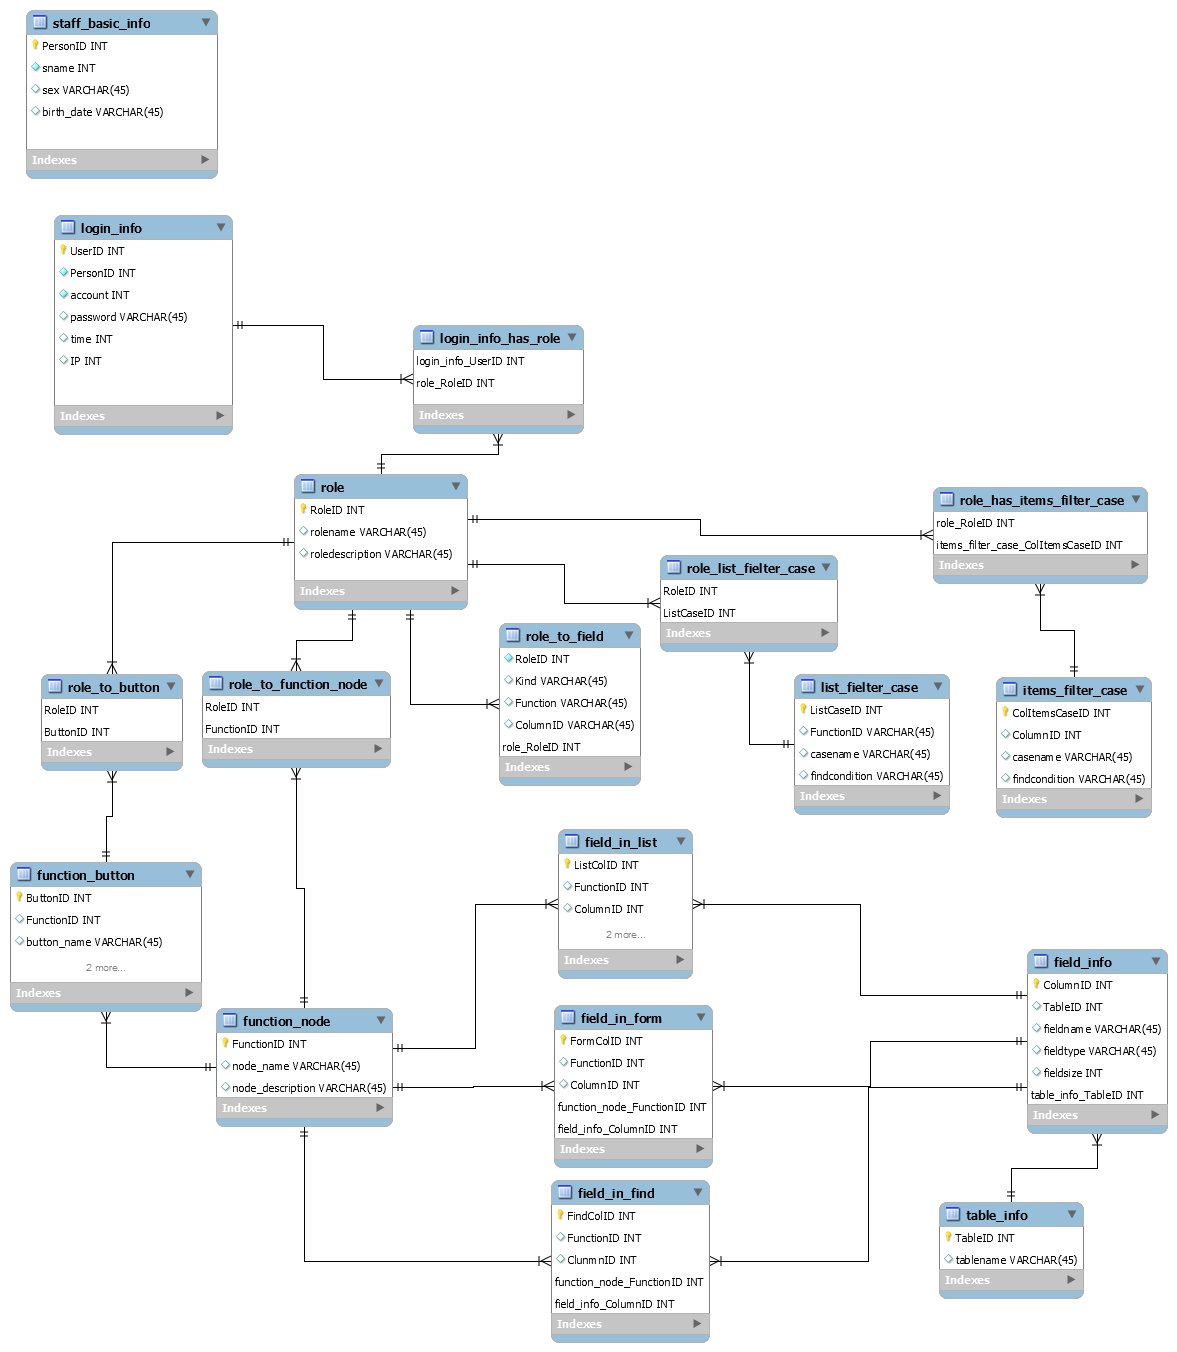 staff_basic_info
PersonID INT
sname INT
sex VARCHAR(45)
birth_date VARCHAR(45)
Indexes
login_info
UserID INT
PersonID INT
account INT
password VARCHAR(45)
time INT
IP INT
Indexes
login_info_has_role
login_info_UserID INT
role_RoleID INT
Indexes
role
RoleID INT
rolename VARCHAR(45)
roledescription VARCHAR(45)
Indexes
role_has_items_filter_case
role_RoleID INT
items_filter_case_ColItemsCaseID INT
Indexes
role_list_fielter_case
RoleID INT
ListCaseID INT
Indexes
role_to_field
RoleID INT
Kind VARCHAR(45)
Function VARCHAR(45)
ColumnID VARCHAR(45)
role_RoleID INT
Indexes
role_to_button
RoleID INT
ButtonID INT
Indexes
role_to_function_node
RoleID INT
FunctionID INT
Indexes
list_fielter_case
ListCaseID INT
FunctionID VARCHAR(45)
casename VARCHAR(45)
findcondition VARCHAR(45)
Indexes
items_filter_case
ColItemsCaseID INT
ColumnID INT
casename VARCHAR(45)
findcondition VARCHAR(45)
Indexes
function_button
ButtonID INT
FunctionID INT
button_name VARCHAR(45)
2 more...
Indexes
field_in_list
ListColID INT
FunctionID INT
ColumnID INT
2 more...
Indexes
function_node
FunctionID INT
node_name VARCHAR(45)
node_description VARCHAR(45)
Indexes
field_in_form
FormColID INT
FunctionID INT
ColumnID INT
function_node_FunctionID INT
field_info_ColumnID INT
Indexes
field_info
ColumnID INT
TableID INT
fieldname VARCHAR(45)
fieldtype VARCHAR(45)
fieldsize INT
table_info_TableID INT
Indexes
field_in_find
FindColID INT
FunctionID INT
ClunmnID INT
function_node_FunctionID INT
field_info_ColumnID INT
Indexes
table_info
TableID INT
tablename VARCHAR(45)
Indexes